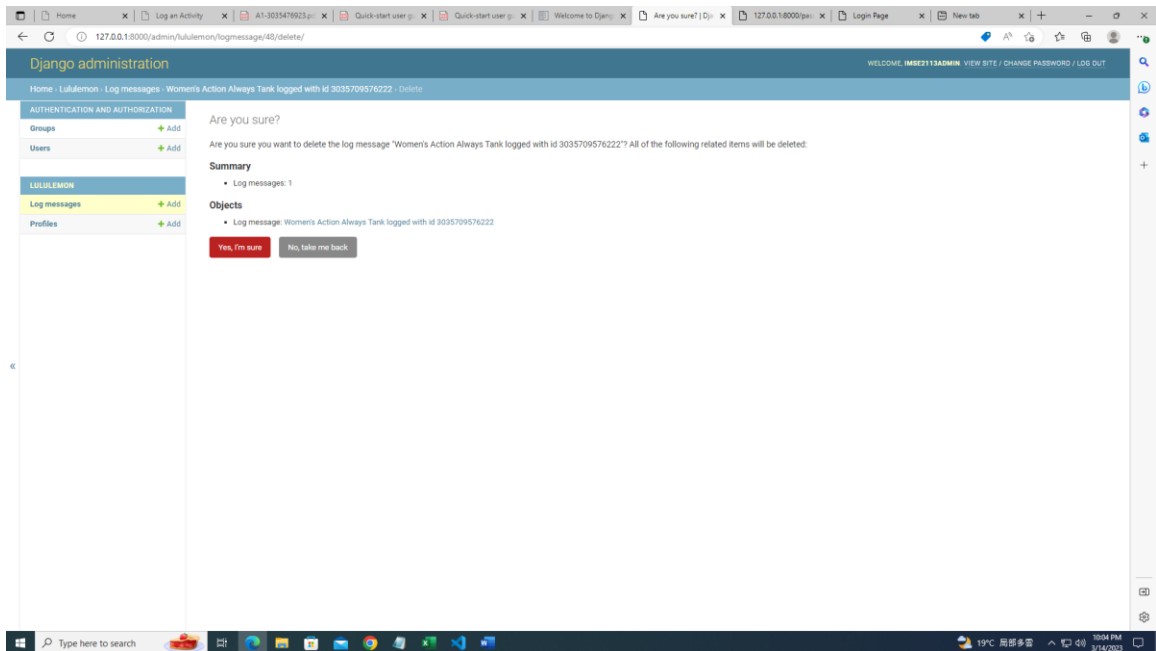 Home
Log an Activity
A1-3035476923.pd
Quick-start user gu
Quick-start user gu
Welcome to Djang
Are you sure? | Dja
127.0.0.1:8000/pav
Login Page
New tab
127.0.0.1:8000/admin/lululemon/logmessage/48/delete/
Django administration
WELCOME, IMSE2113ADMIN. VIEW SITE / CHANGE PASSWORD / LOG OUT
Home › Lululemon › Log messages › Women's Action Always Tank logged with id 3035709576222 › Delete
AUTHENTICATION AND AUTHORIZATION
Groups + Add
Users + Add
LULULEMON
Log messages + Add
Profiles + Add
Are you sure?
Are you sure you want to delete the log message "Women's Action Always Tank logged with id 3035709576222"? All of the following related items will be deleted:
Summary
• Log messages: 1
Objects
• Log message: Women's Action Always Tank logged with id 3035709576222
Yes, I'm sure
No, take me back
«
Type here to search
19°C 局部多雲
10:04 PM
3/14/2023